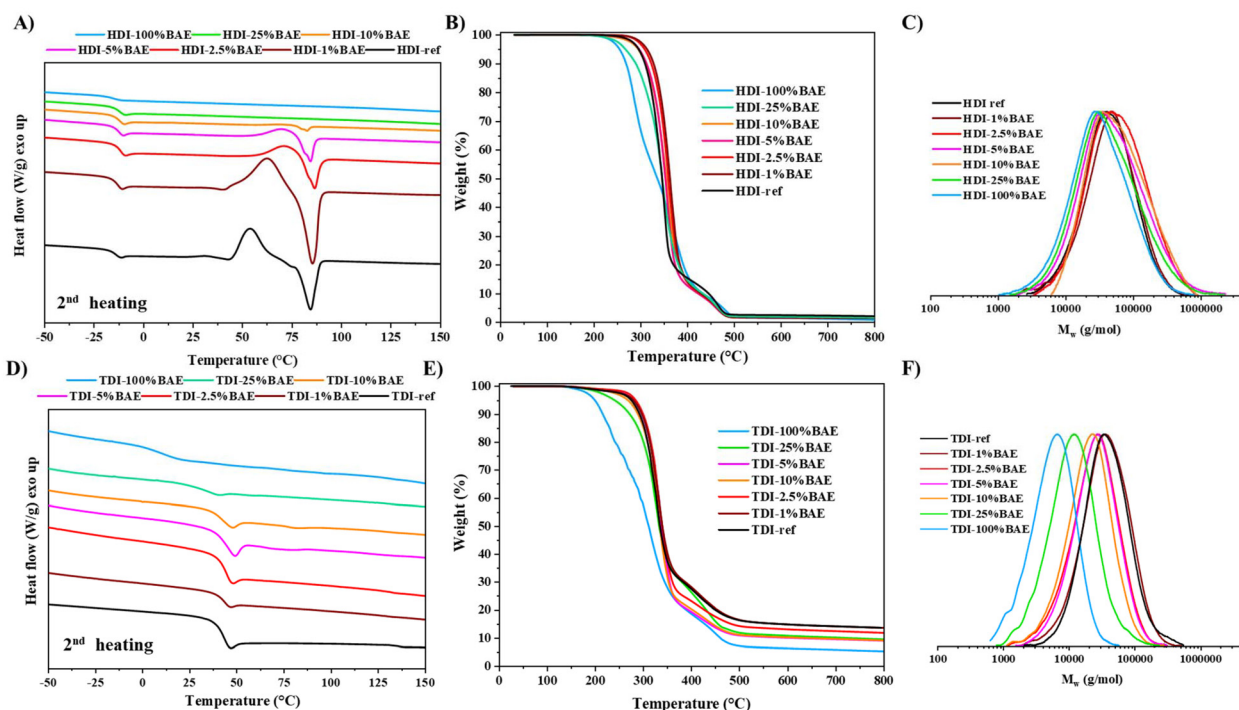 A)
HDI-100%BAE HDI-25%BAE HDI-10%BAE
HDI-5%BAE HDI-2.5%BAE HDI-1%BAE HDI-ref
Heat flow (W/g) exo up
2nd heating
-50 -25 0 25 50 75 100 125 150
Temperature (°C)
B)
100
90
80
70
60
50
40
30
20
10
0
Weight (%)
HDI-100%BAE
HDI-25%BAE
HDI-10%BAE
HDI-5%BAE
HDI-2.5%BAE
HDI-1%BAE
HDI-ref
0 100 200 300 400 500 600 700 800
Temperature (°C)
C)
HDI ref
HDI-1%BAE
HDI-2.5%BAE
HDI-5%BAE
HDI-10%BAE
HDI-25%BAE
HDI-100%BAE
100 1000 10000 100000 1000000
Mw (g/mol)
D)
TDI-100%BAE TDI-25%BAE TDI-10%BAE
TDI-5%BAE TDI-2.5%BAE TDI-1%BAE TDI-ref
Heat flow (W/g) exo up
2nd heating
-50 -25 0 25 50 75 100 125 150
Temperature (°C)
E)
100
90
80
70
60
50
40
30
20
10
0
Weight (%)
TDI-100%BAE
TDI-25%BAE
TDI-5%BAE
TDI-10%BAE
TDI-2.5%BAE
TDI-1%BAE
TDI-ref
0 100 200 300 400 500 600 700 800
Temperature (°C)
F)
TDI-ref
TDI-1%BAE
TDI-2.5%BAE
TDI-5%BAE
TDI-10%BAE
TDI-25%BAE
TDI-100%BAE
100 1000 10000 100000 1000000
Mw (g/mol)